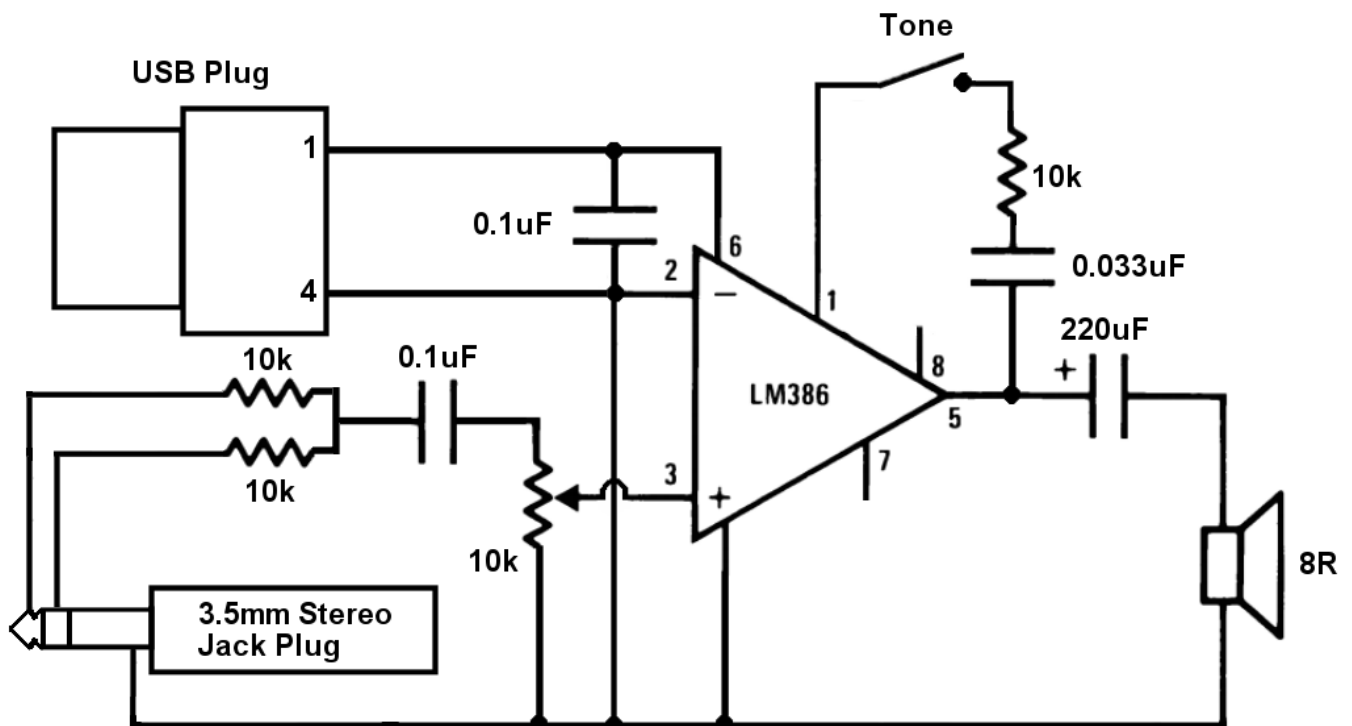 Tone
USB Plug
1
10k
0.1uF
6
2
0.033uF
4
−
1
220uF
10k
0.1uF
+
8
LM386
5
10k
3
+
7
10k
8R
3.5mm Stereo
Jack Plug